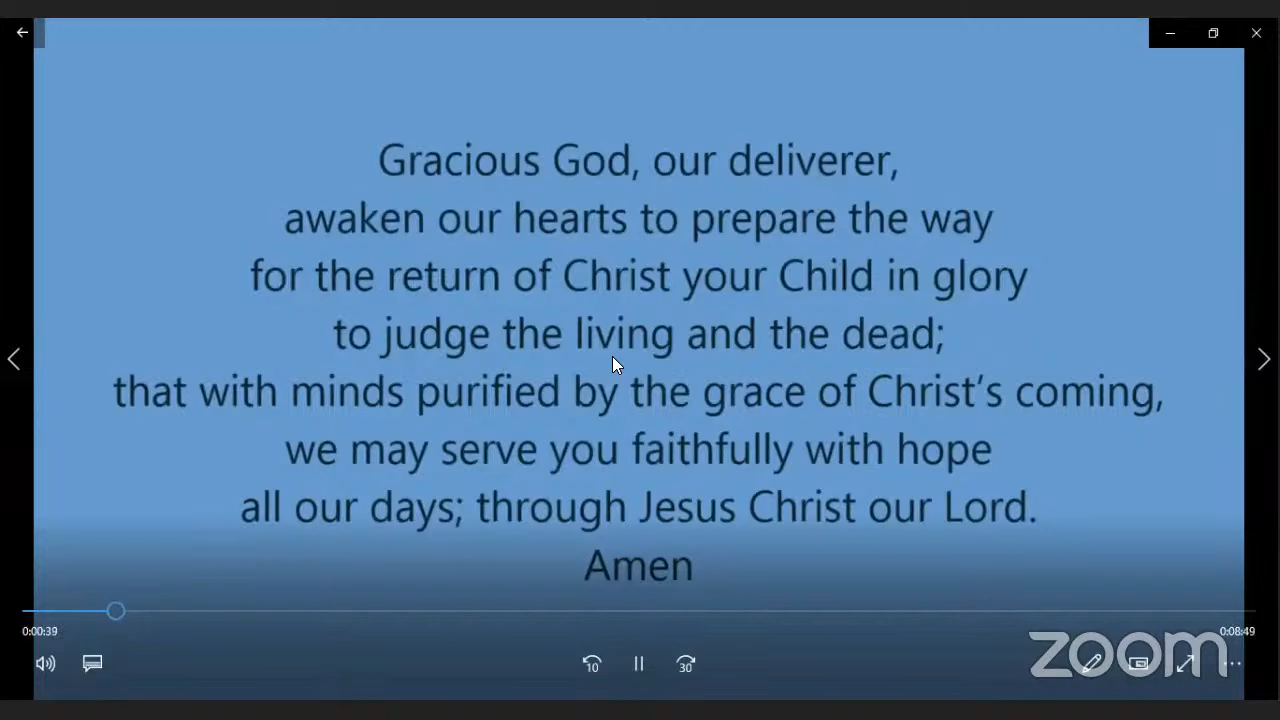 Gracious God, our deliverer,
awaken our hearts to prepare the way
for the return of Christ your Child in glory
to judge the living and the dead;
that with minds purified by the grace of Christ’s coming,
we may serve you faithfully with hope
all our days; through Jesus Christ our Lord.
Amen
0:00:39
0:08:49
10
30
zoom